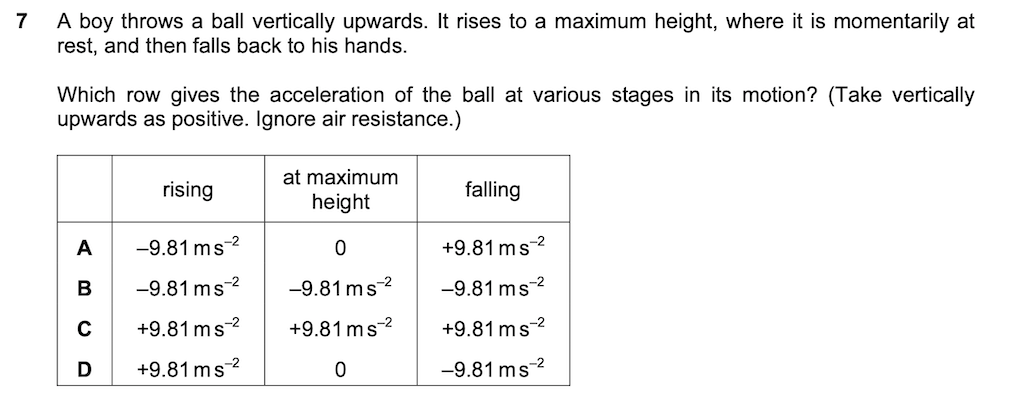 7 A boy throws a ball vertically upwards. It rises to a maximum height, where it is momentarily at
rest, and then falls back to his hands.
Which row gives the acceleration of the ball at various stages in its motion? (Take vertically
upwards as positive. Ignore air resistance.)
rising at maximum height falling
A –9.81 m s⁻² 0 +9.81 m s⁻²
B –9.81 m s⁻² –9.81 m s⁻² –9.81 m s⁻²
C +9.81 m s⁻² +9.81 m s⁻² +9.81 m s⁻²
D +9.81 m s⁻² 0 –9.81 m s⁻²